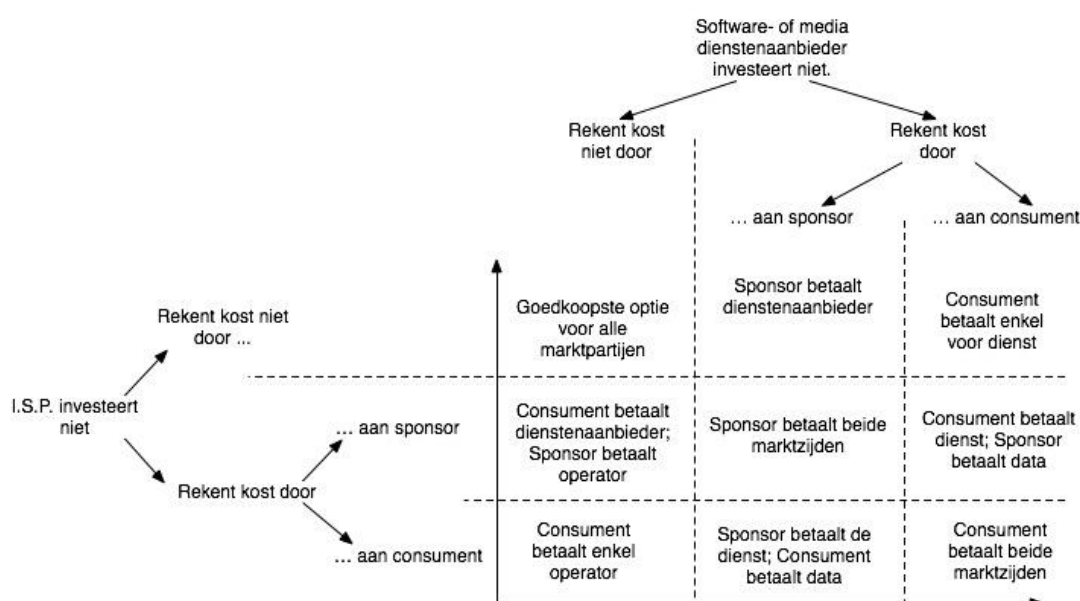 Software- of media
dienstenaanbieder
investeert niet.
Rekent kost
niet door
Rekent kost
door
... aan sponsor
... aan consument
Goedkoopste optie
voor alle
marktpartijen
Sponsor betaalt
dienstenaanbieder
Consument
betaalt enkel
voor dienst
Rekent kost niet
door ...
I.S.P. investeert
niet
... aan sponsor
Rekent kost door
... aan consument
Consument betaalt
dienstenaanbieder;
Sponsor betaalt
operator
Sponsor betaalt beide
marktzijden
Consument betaalt
dienst; Sponsor
betaalt data
Consument
betaalt enkel
operator
Sponsor betaalt de
dienst; Consument
betaalt data
Consument
betaalt beide
marktzijden